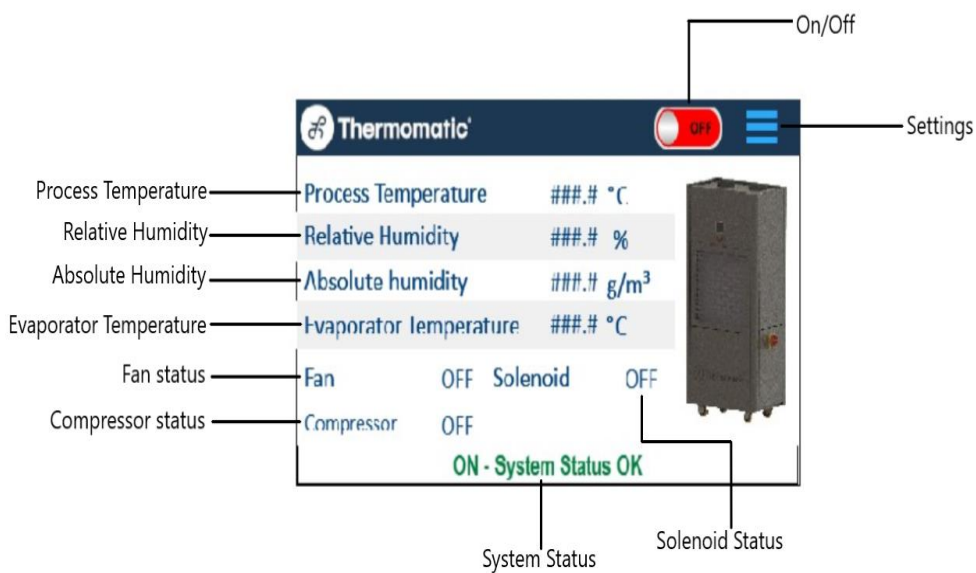 On/Off
Thermomatic
OFF
Settings
Process Temperature
Process Temperature ###.# °C
Relative Humidity
Relative Humidity ###.# %
Absolute Humidity
Absolute humidity ###.# g/m³
Evaporator Temperature
Evaporator Temperature ###.# °C
Fan status
Fan OFF Solenoid OFF
Compressor status
Compressor OFF
ON - System Status OK
Solenoid Status
System Status